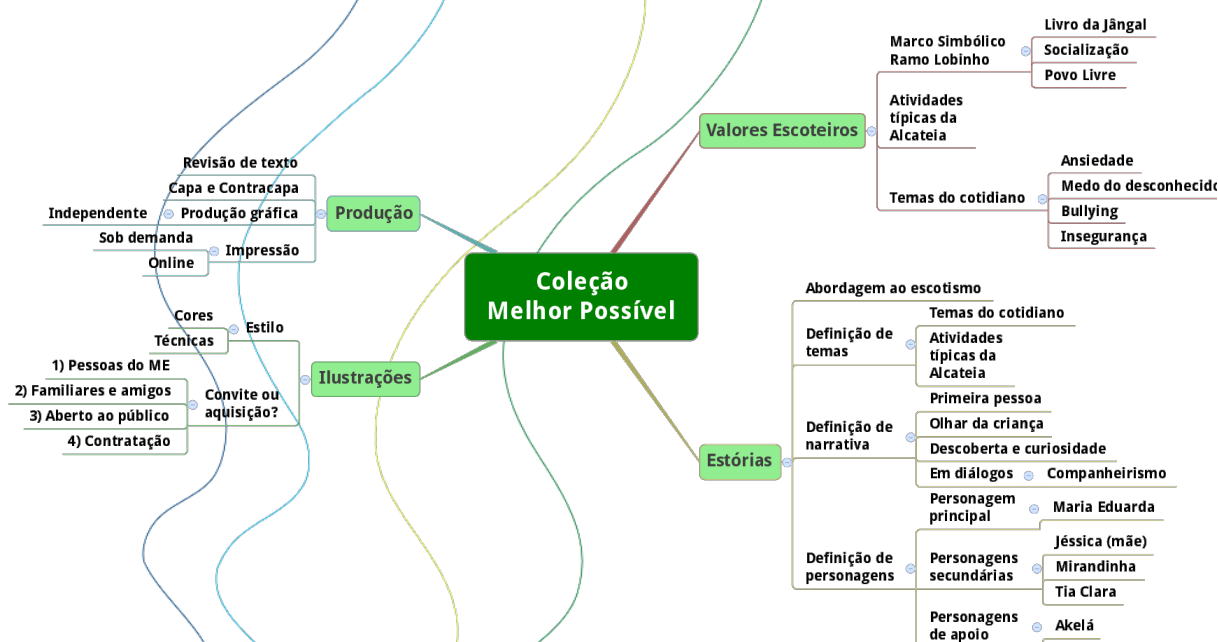 Coleção
Melhor Possível
Valores Escoteiros
Marco Simbólico
Ramo Lobinho
Livro da Jângal
Socialização
Povo Livre
Atividades
típicas da
Alcateia
Temas do cotidiano
Ansiedade
Medo do desconhecido
Bullying
Insegurança
Estórias
Abordagem ao escotismo
Definição de
temas
Temas do cotidiano
Atividades
típicas da
Alcateia
Definição de
narrativa
Primeira pessoa
Olhar da criança
Descoberta e curiosidade
Em diálogos
Companheirismo
Definição de
personagens
Personagem
principal
Maria Eduarda
Personagens
secundárias
Jéssica (mãe)
Mirandinha
Tia Clara
Personagens
de apoio
Akelá
Produção
Revisão de texto
Capa e Contracapa
Produção gráfica
Independente
Impressão
Sob demanda
Online
Ilustrações
Estilo
Cores
Técnicas
Convite ou
aquisição?
1) Pessoas do ME
2) Familiares e amigos
3) Aberto ao público
4) Contratação